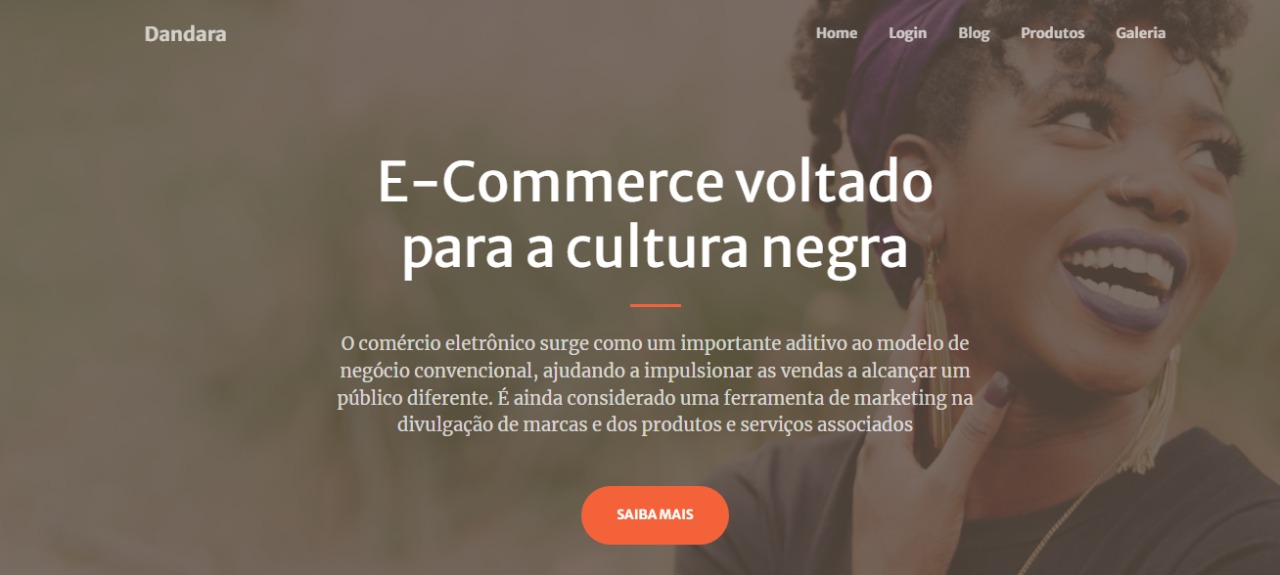 Dandara
Home Login Blog Produtos Galeria
E-Commerce voltado
para a cultura negra
O comércio eletrônico surge como um importante aditivo ao modelo de
negócio convencional, ajudando a impulsionar as vendas a alcançar um
público diferente. É ainda considerado uma ferramenta de marketing na
divulgação de marcas e dos produtos e serviços associados
SAIBA MAIS